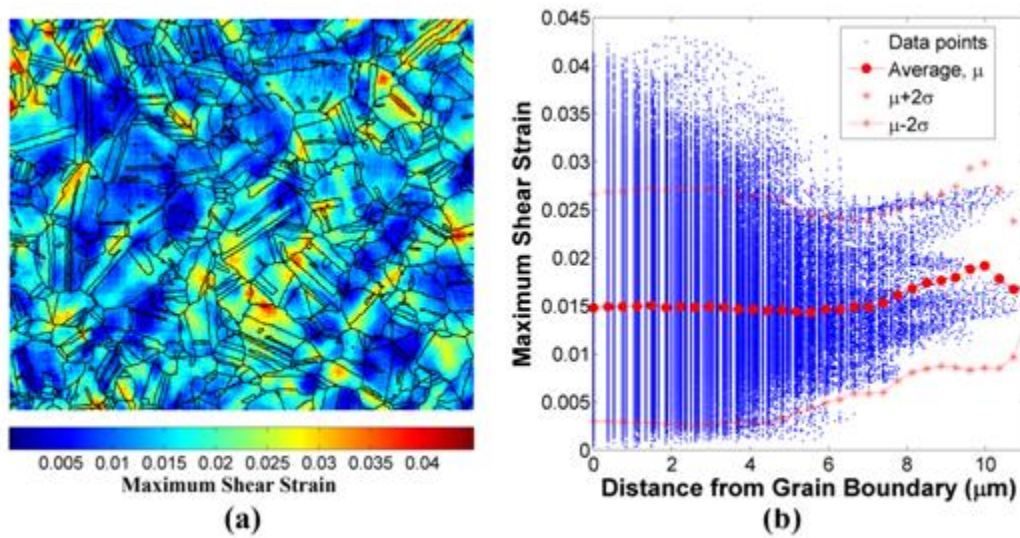 0.005 0.01 0.015 0.02 0.025 0.03 0.035 0.04
Maximum Shear Strain
(a)
Maximum Shear Strain
0.045
0.04
0.035
0.03
0.025
0.02
0.015
0.01
0.005
0
Data points
Average, μ
μ+2σ
μ-2σ
0 2 4 6 8 10
Distance from Grain Boundary (μm)
(b)